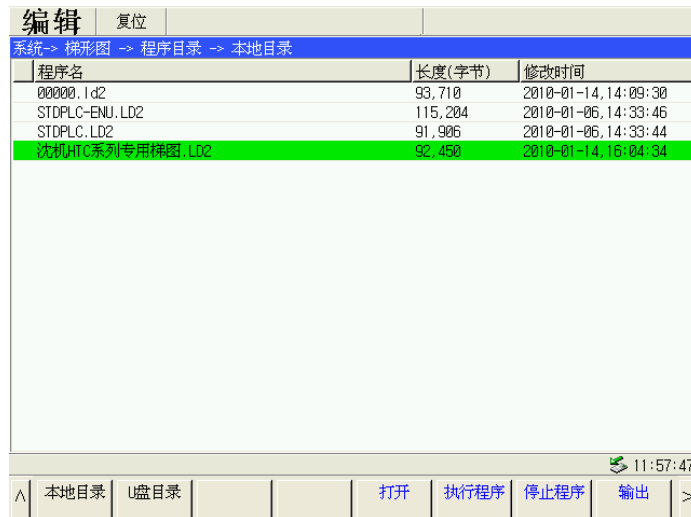 编辑 复位
系统-> 梯形图 -> 程序目录 -> 本地目录
程序名 长度(字节) 修改时间
00000.ld2 93,710 2010-01-14,14:09:30
STDPLC-ENU.LD2 115,204 2010-01-06,14:33:46
STDPLC.LD2 91,906 2010-01-06,14:33:44
沈机HTC系列专用梯图.LD2 92,450 2010-01-14,16:04:34
11:57:47
∧ 本地目录 U盘目录 打开 执行程序 停止程序 输出 >